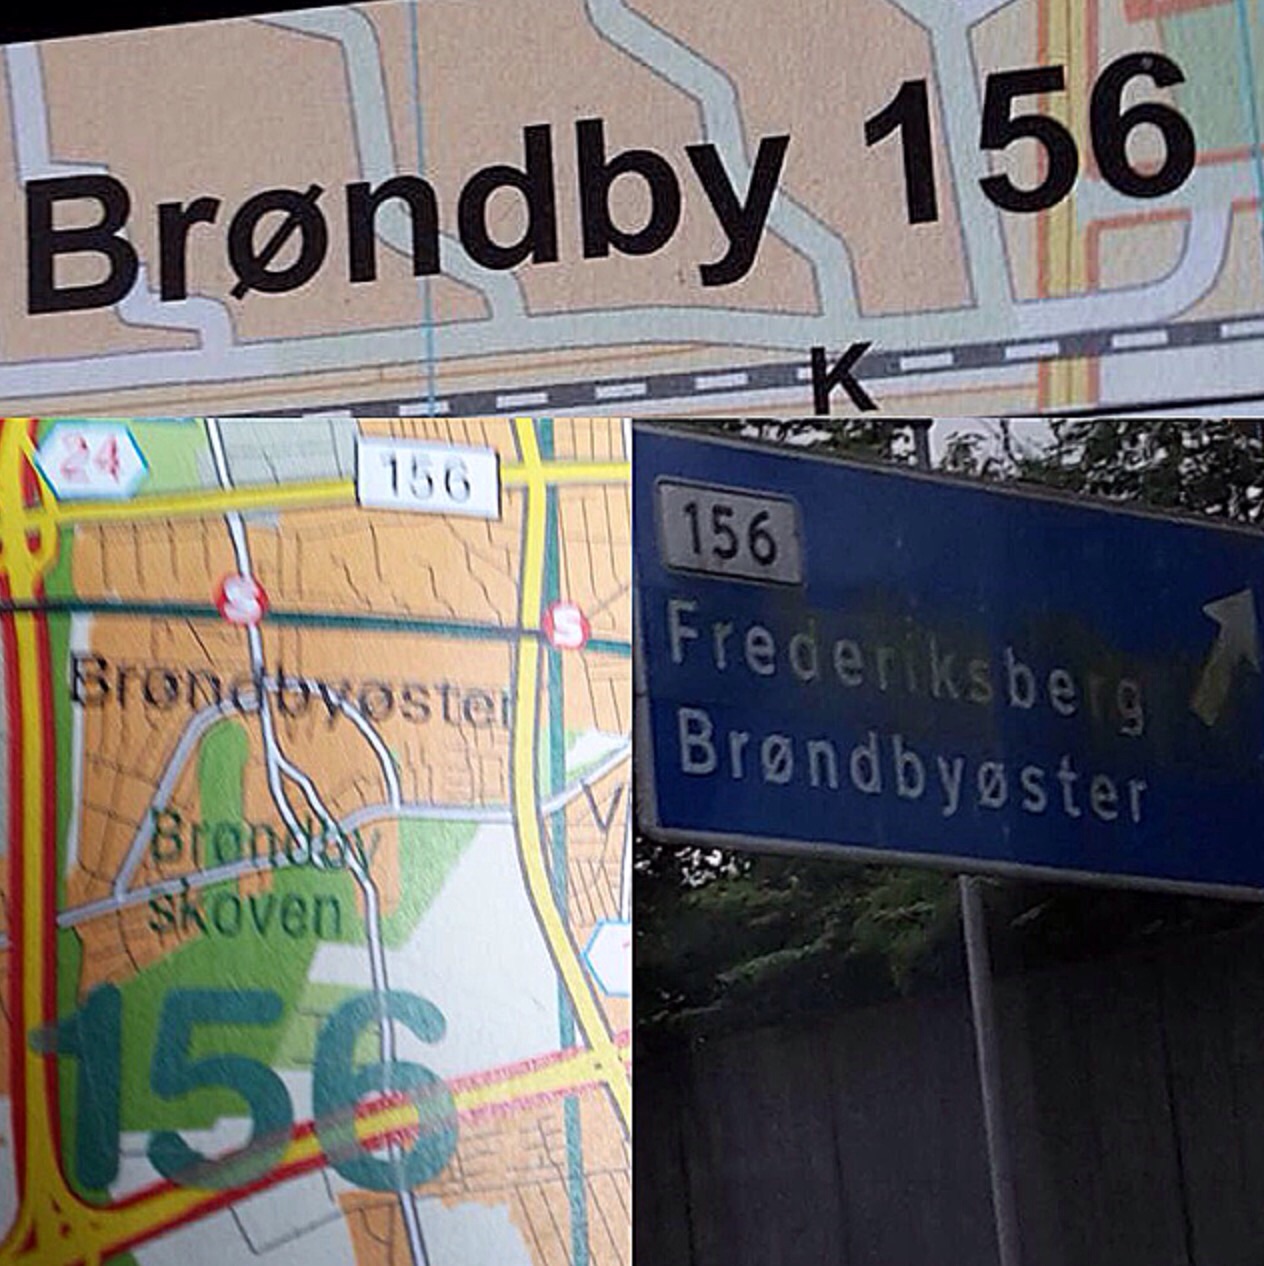 Brøndby 156
K
24
156
S
S
Brøndbyøster
Brøndby
skoven
V
156
156
Frederiksberg
Brøndbyøster